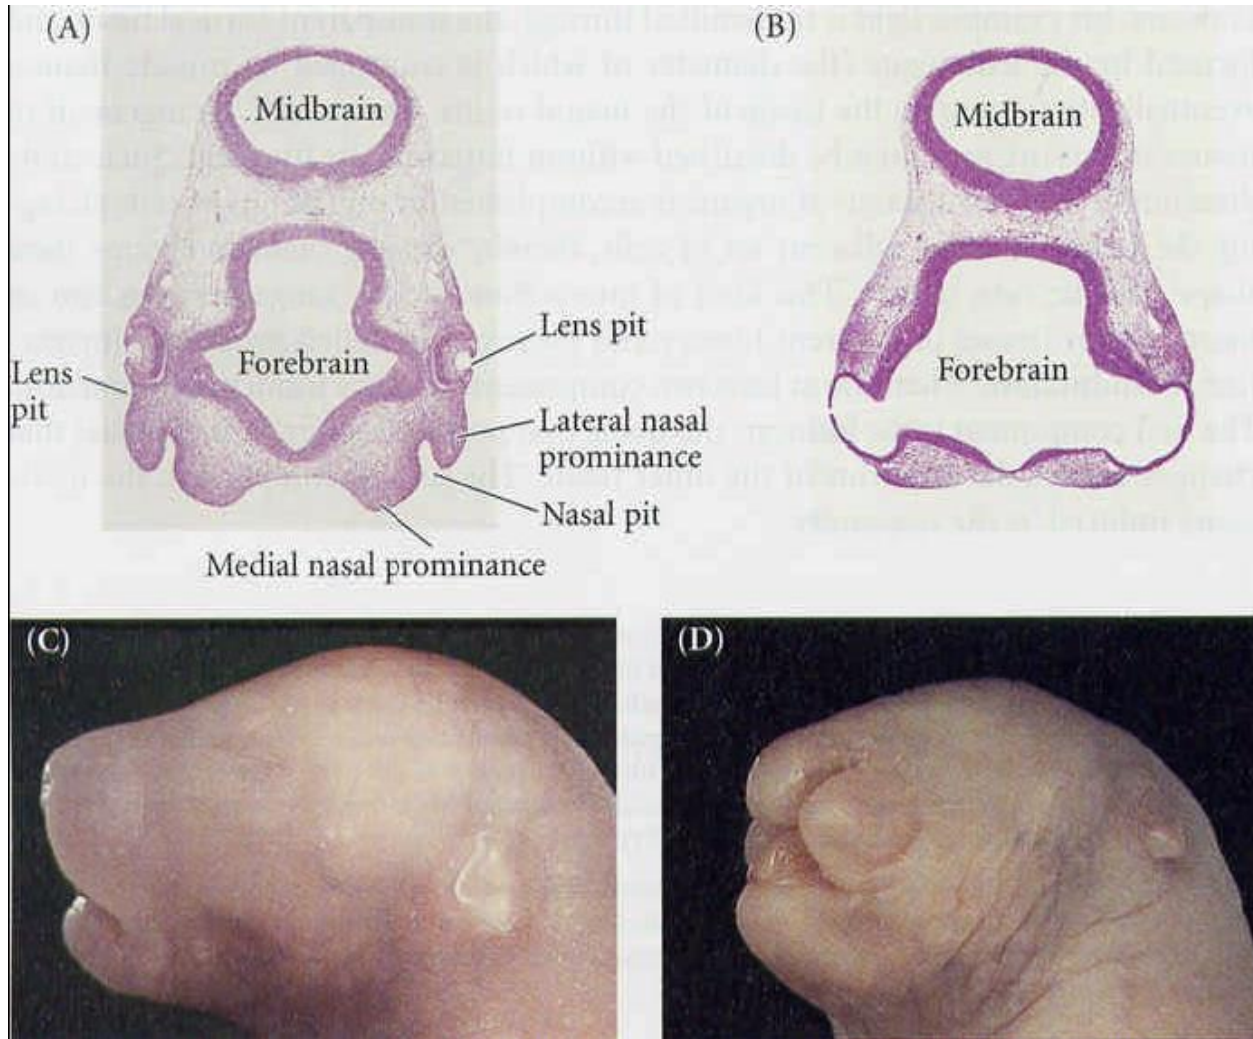 (A)
(B)
Midbrain
Midbrain
Lens pit
Forebrain
Forebrain
Lens
pit
Lateral nasal
prominance
Nasal pit
Medial nasal prominance
(C)
(D)